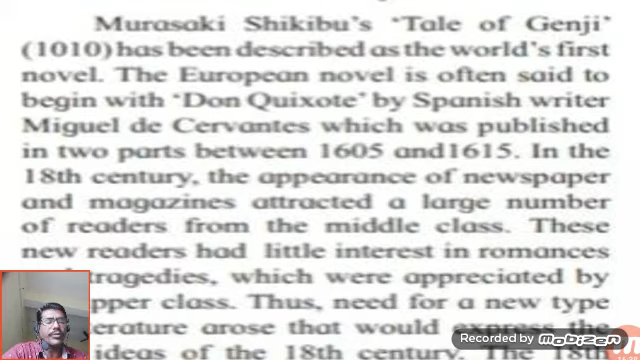 Murasaki Shikibu's 'Tale of Genji'
(1010) has been described as the world's first
novel. The European novel is often said to
begin with 'Don Quixote' by Spanish writer
Miguel de Cervantes which was published
in two parts between 1605 and1615. In the
18th century, the appearance of newspaper
and magazines attracted a large number
of readers from the middle class. These
new readers had little interest in romances
tragedies, which were appreciated by
class. Thus, need for a new type
arose that would express the
ideas of the 18th century. The 18th
Recorded by mobizen